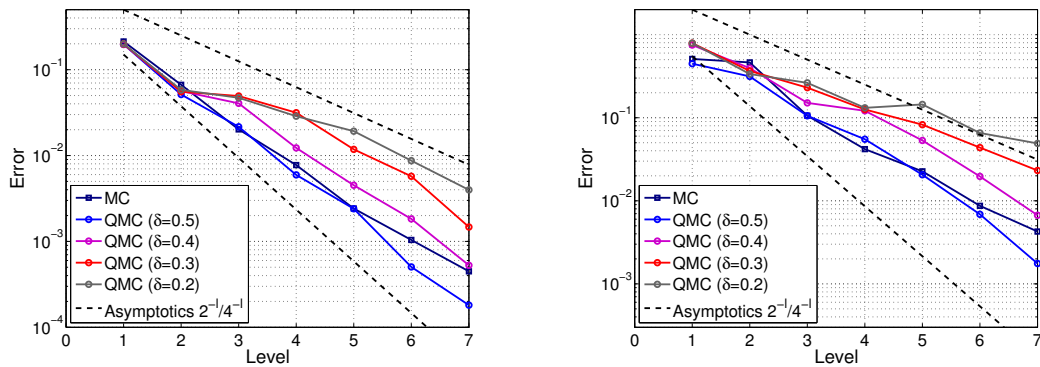 10^{-1}
10^{-2}
10^{-3}
10^{-4}
Error
0 1 2 3 4 5 6 7
Level
MC
QMC (δ=0.5)
QMC (δ=0.4)
QMC (δ=0.3)
QMC (δ=0.2)
Asymptotics 2^{-l}/4^{-l}
10^{-1}
10^{-2}
10^{-3}
Error
0 1 2 3 4 5 6 7
Level
MC
QMC (δ=0.5)
QMC (δ=0.4)
QMC (δ=0.3)
QMC (δ=0.2)
Asymptotics 2^{-l}/4^{-l}